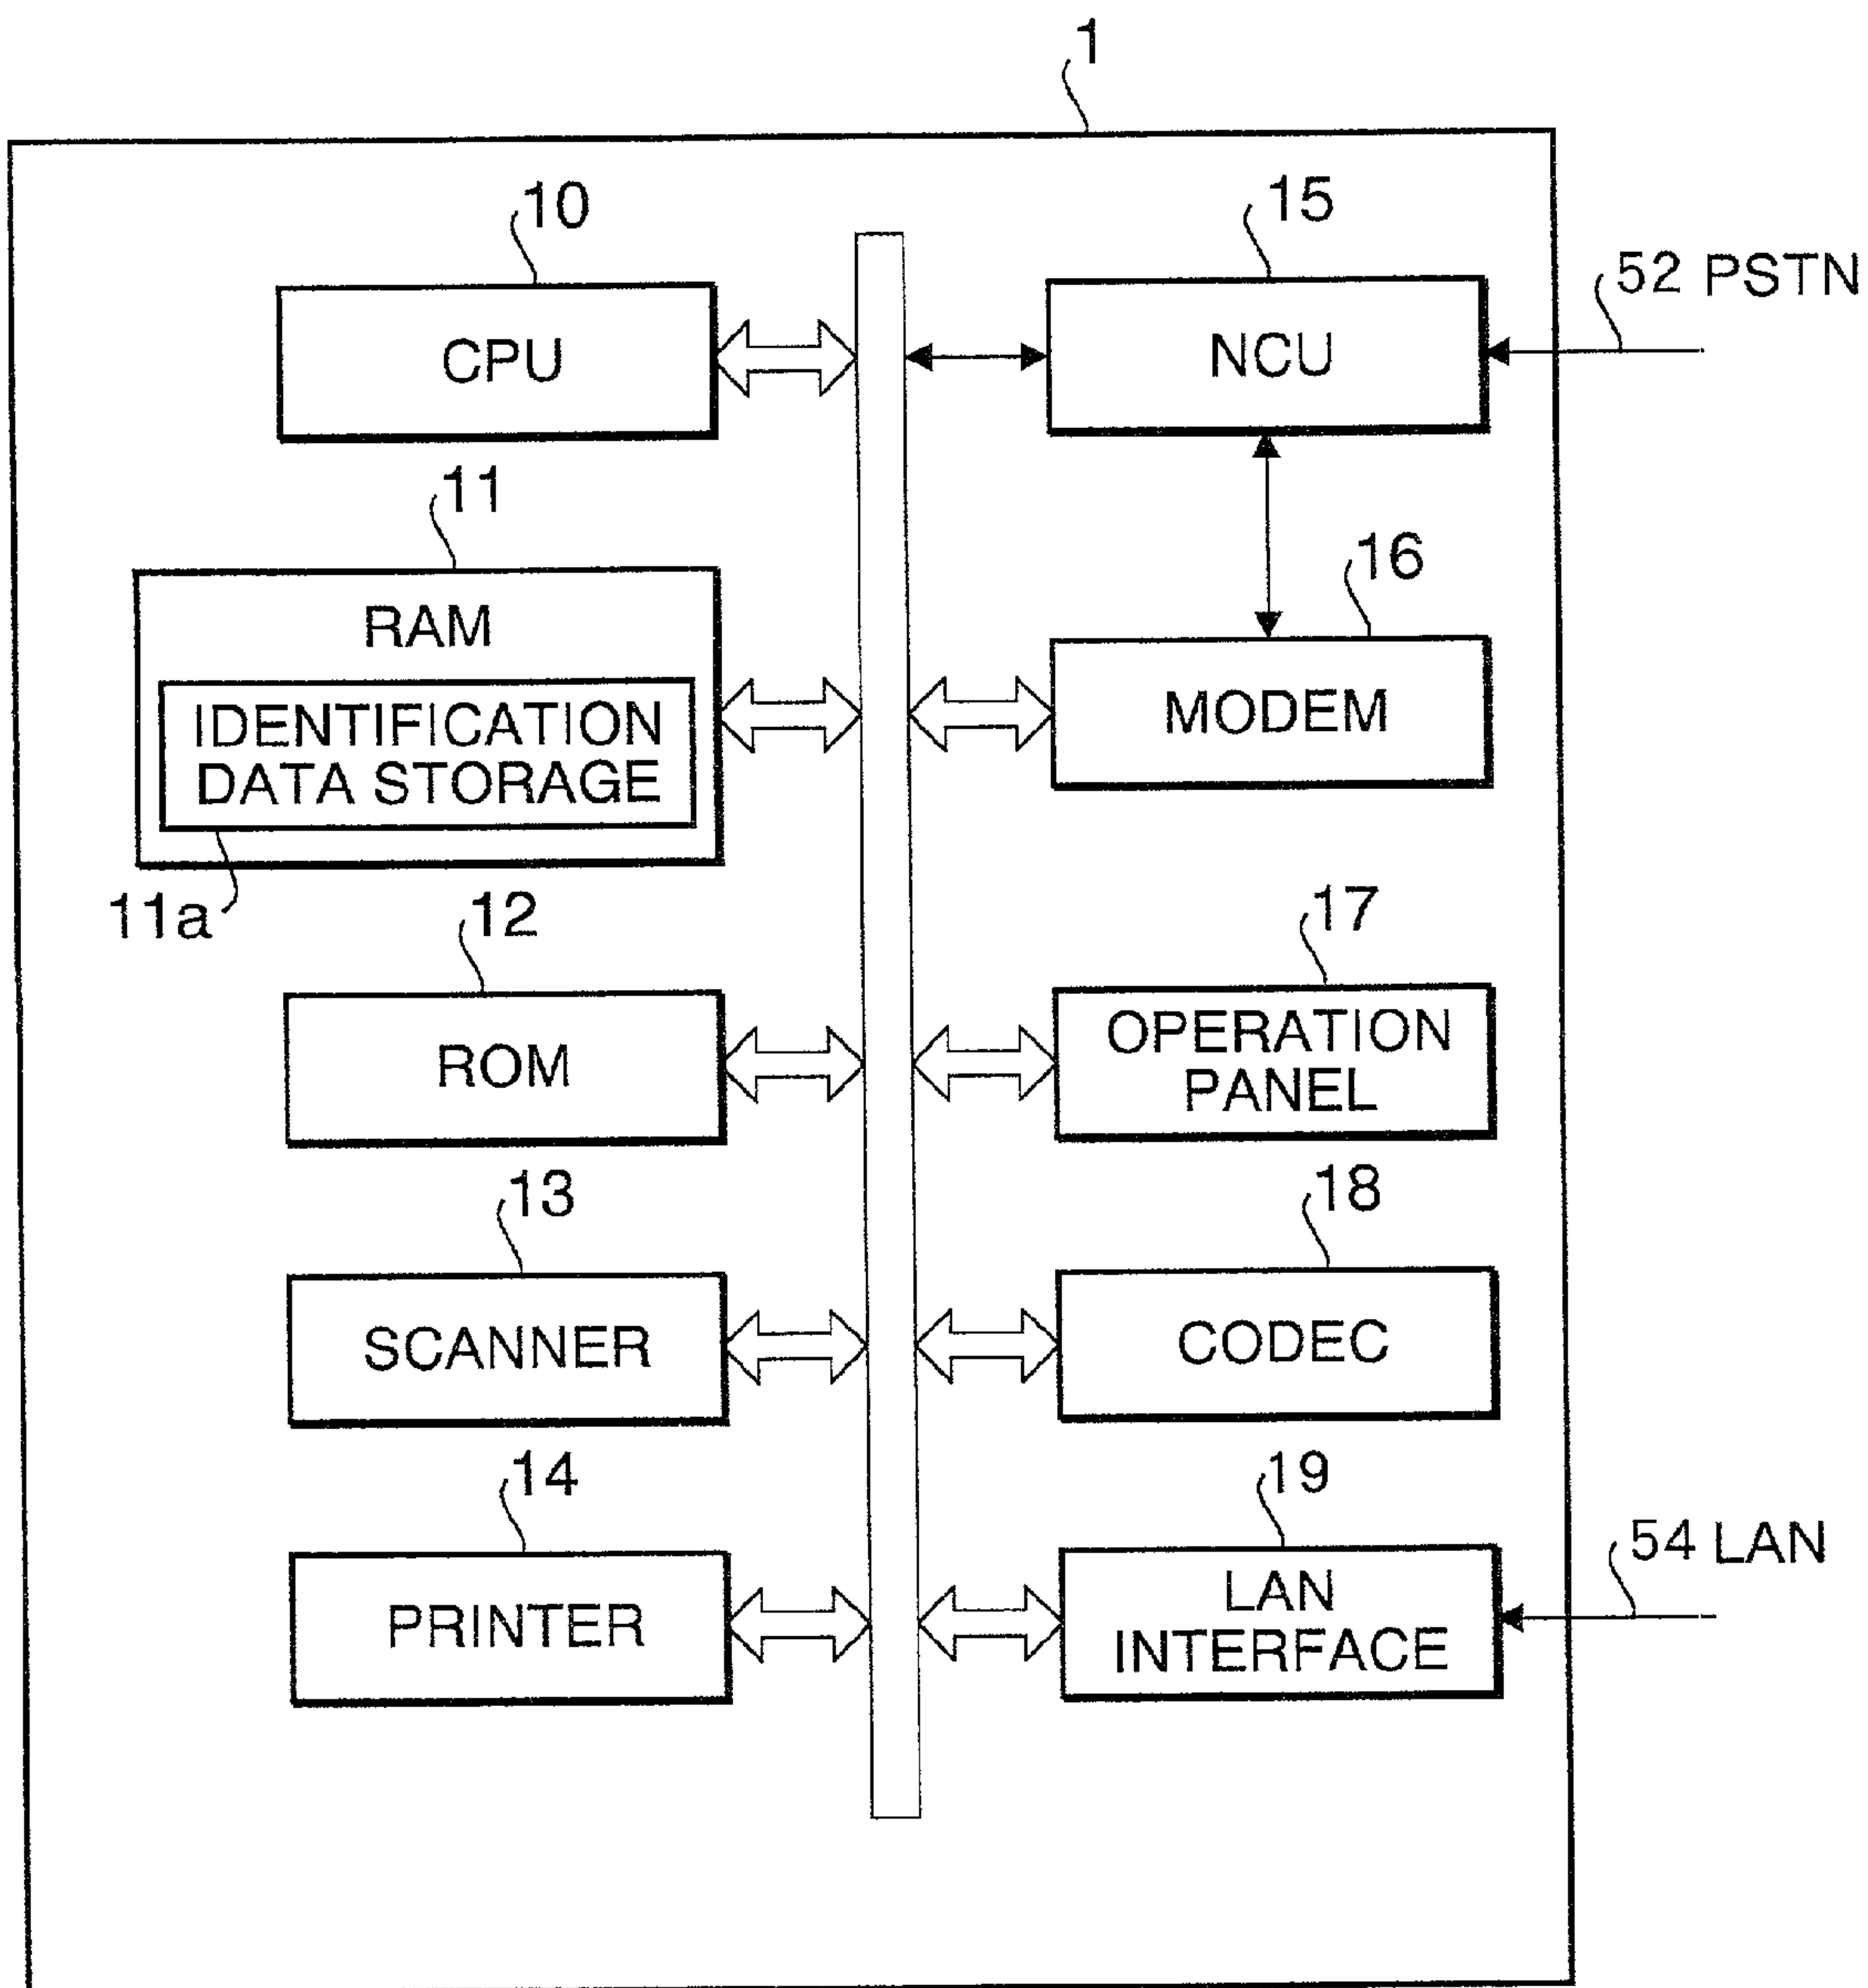 1
10
CPU
15
NCU
52 PSTN
11
RAM
IDENTIFICATION
DATA STORAGE
11a
16
MODEM
12
ROM
17
OPERATION
PANEL
13
SCANNER
18
CODEC
14
PRINTER
19
LAN
INTERFACE
54 LAN